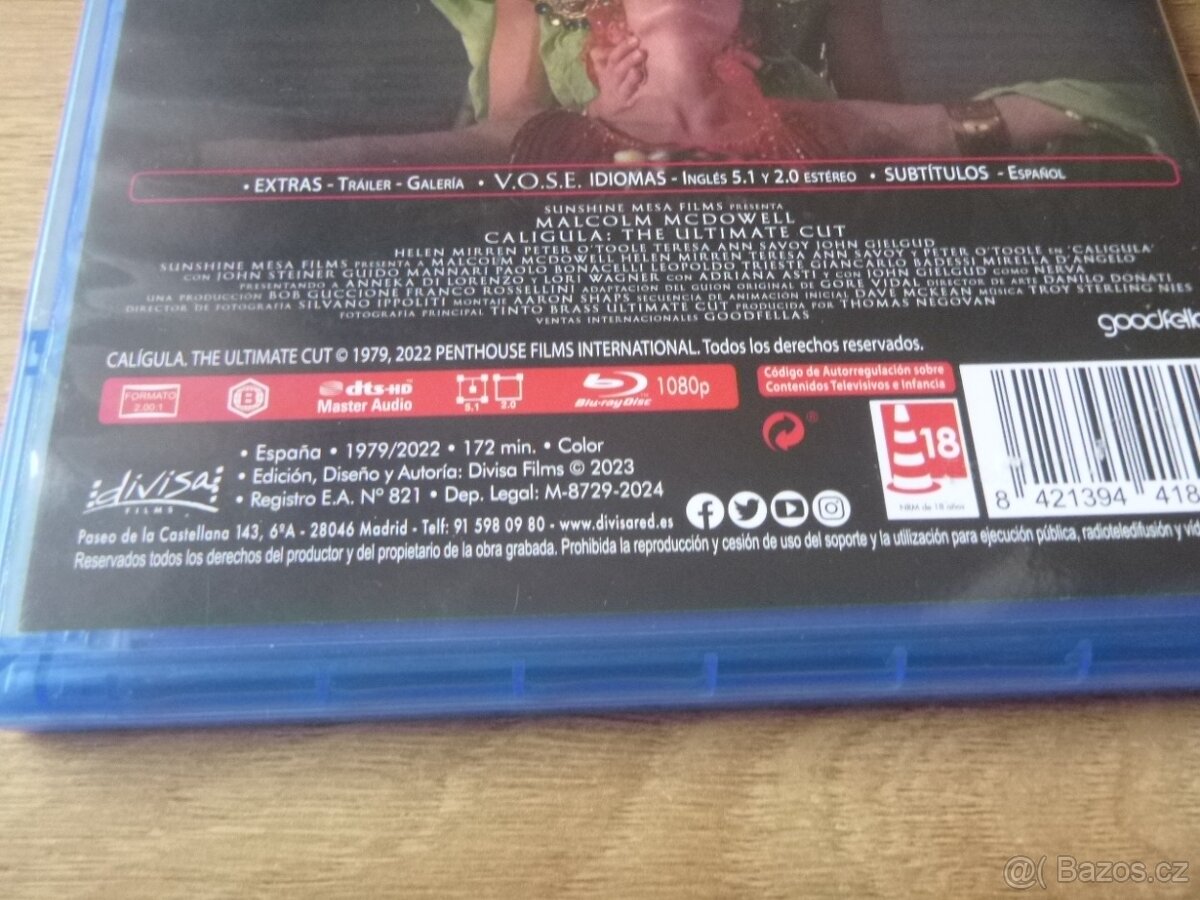 • EXTRAS - TRÁILER - GALERÍA • V.O.S.E. IDIOMAS - INGLÉS 5.1 Y 2.0 ESTÉREO • SUBTÍTULOS - ESPAÑOL
SUNSHINE MESA FILMS PRESENTA
MALCOLM MCDOWELL
CALIGULA: THE ULTIMATE CUT
HELEN MIRREN PETER O'TOOLE TERESA ANN SAVOY JOHN GIELGUD
SUNSHINE MESA FILMS PRESENTA A MALCOLM MCDOWELL HELEN MIRREN TERESA ANN SAVOY Y PETER O'TOOLE EN 'CALIGULA'
CON JOHN STEINER GUIDO MANNARI PAOLO BONACELLI LEOPOLDO TRIESTE GIANCARLO BADESSI MIRELLA D'ANGELO
PRESENTANDO A ANNEKA DI LORENZO LORI WAGNER CON ADRIANA ASTI Y CON JOHN GIELGUD COMO NERVA
UNA PRODUCCIÓN BOB GUCCIONE FRANCO ROSSELLINI ADAPTACIÓN DEL GUION ORIGINAL DE GORE VIDAL DIRECTOR DE ARTE DANILO DONATI
DIRECTOR DE FOTOGRAFÍA SILVANO IPPOLITI MONTAJE AARON SHAPS SECUENCIA DE ANIMACIÓN INICIAL DAVE MCKEAN MÚSICA TROY STERLING NIES
FOTOGRAFÍA PRINCIPAL TINTO BRASS ULTIMATE CUT PRODUCIDA POR THOMAS NEGOVAN
VENTAS INTERNACIONALES GOODFELLAS
goodfella
CALÍGULA. THE ULTIMATE CUT © 1979, 2022 PENTHOUSE FILMS INTERNATIONAL. Todos los derechos reservados.
FORMATO
2.00:1
B
dts-HD
Master Audio
5.1 2.0
Blu-ray Disc
1080p
Código de Autorregulación sobre
Contenidos Televisivos e Infancia
18
NRM de 18 años
8 421394 418
divisa
FILMS
• España • 1979/2022 • 172 min. • Color
• Edición, Diseño y Autoría: Divisa Films © 2023
• Registro E.A. Nº 821 • Dep. Legal: M-8729-2024
Paseo de la Castellana 143, 6ºA - 28046 Madrid - Telf: 91 598 09 80 - www.divisared.es
Reservados todos los derechos del productor y del propietario de la obra grabada. Prohibida la reproducción y cesión de uso del soporte y la utilización para ejecución pública, radioteledifusión y ví
@( Bazos.cz